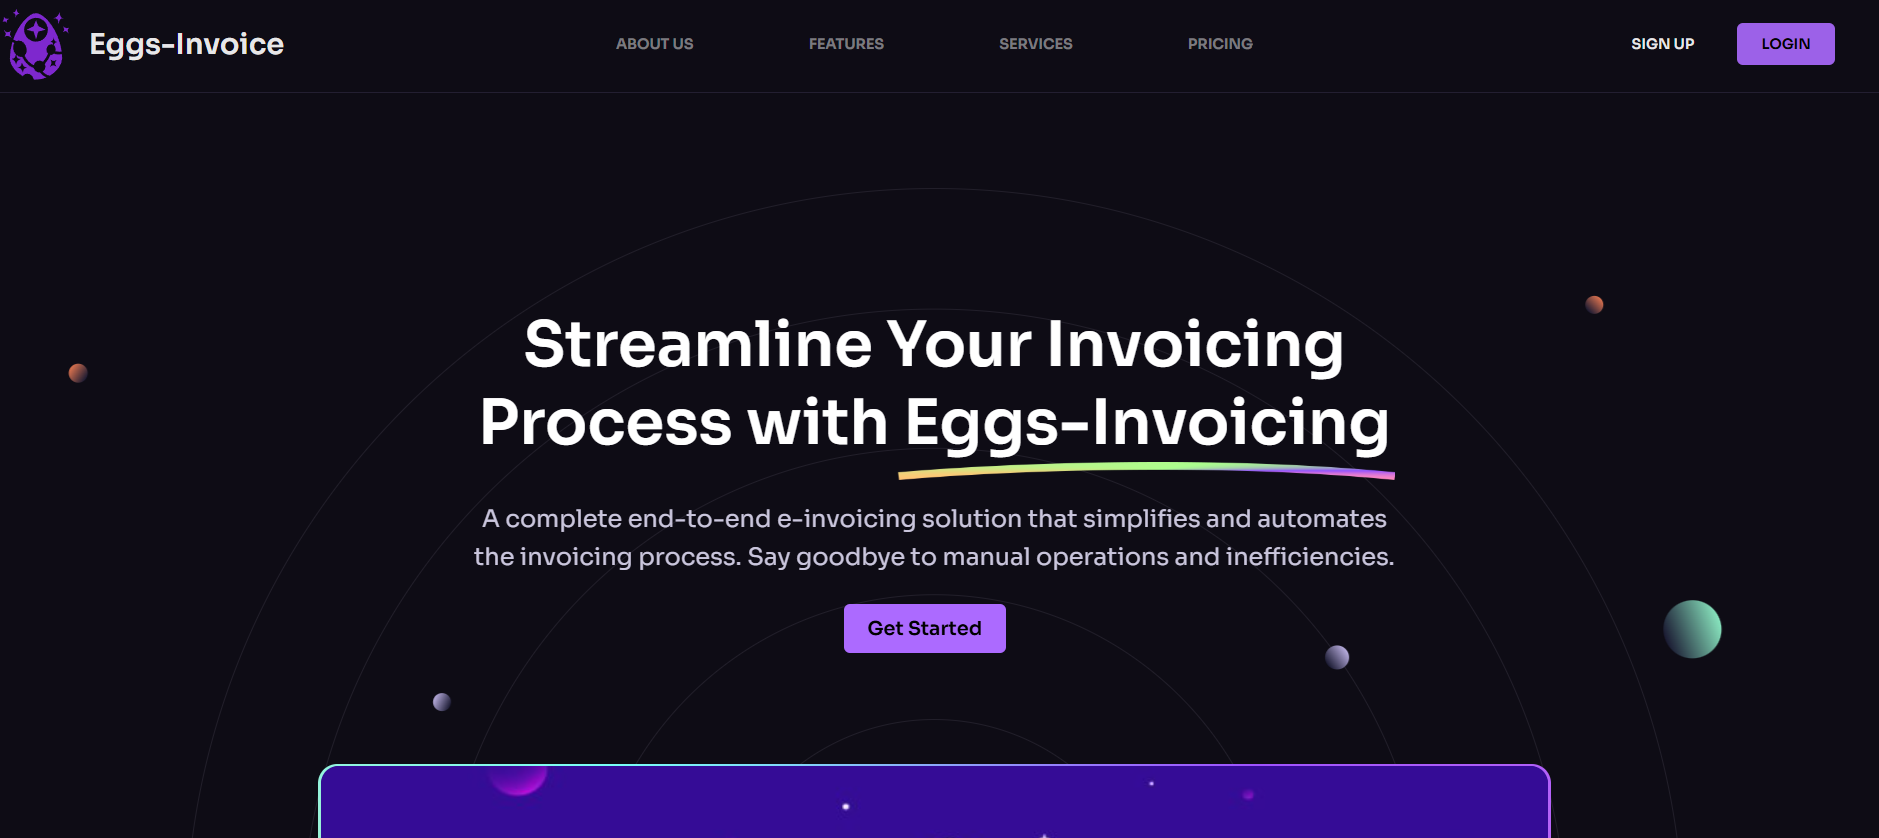 Eggs-Invoice
ABOUT US
FEATURES
SERVICES
PRICING
SIGN UP
LOGIN
Streamline Your Invoicing
Process with Eggs-Invoicing
A complete end-to-end e-invoicing solution that simplifies and automates
the invoicing process. Say goodbye to manual operations and inefficiencies.
Get Started